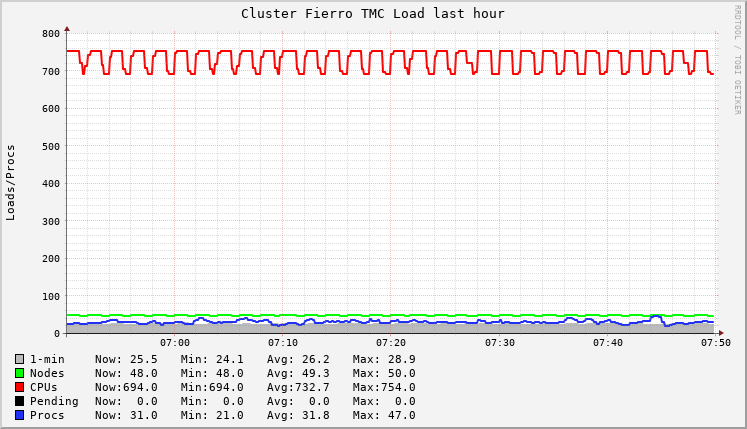 Cluster Fierro TMC Load last hour
RRDTOOL / TOBI OETIKER
Loads/Procs
800
700
600
500
400
300
200
100
0
07:00 07:10 07:20 07:30 07:40 07:50
1-min Now: 25.5 Min: 24.1 Avg: 26.2 Max: 28.9
Nodes Now: 48.0 Min: 48.0 Avg: 49.3 Max: 50.0
CPUs Now:694.0 Min:694.0 Avg:732.7 Max:754.0
Pending Now: 0.0 Min: 0.0 Avg: 0.0 Max: 0.0
Procs Now: 31.0 Min: 21.0 Avg: 31.8 Max: 47.0